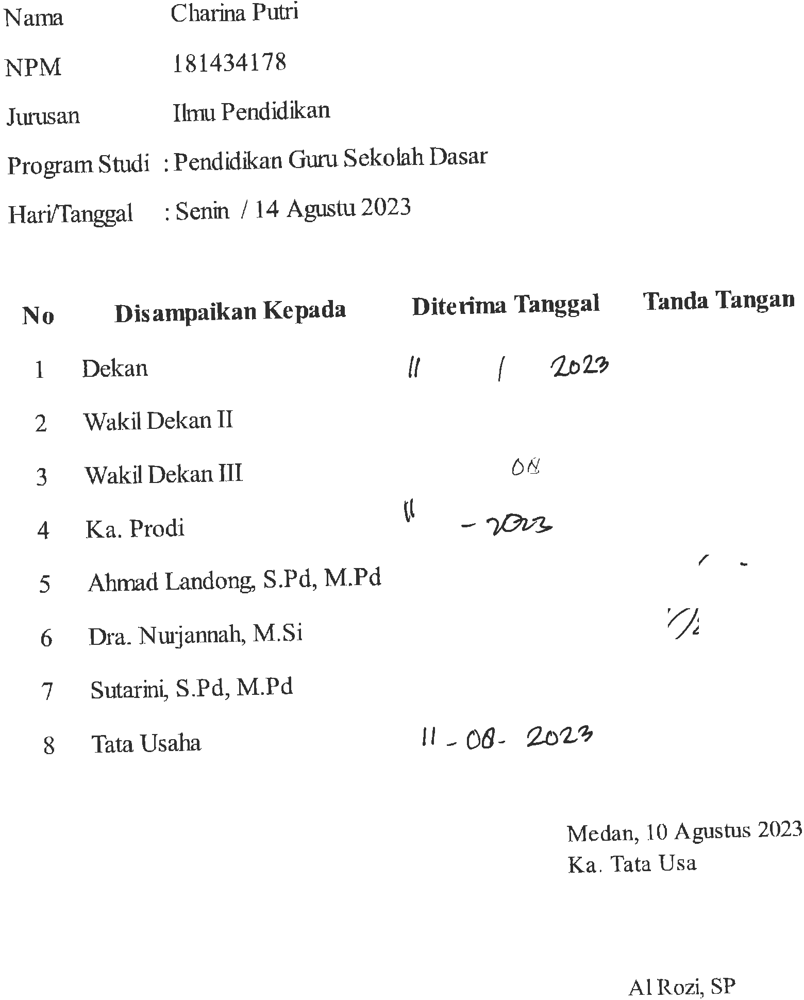 Nama Charina Putri
NPM 181434178
Jurusan Ilmu Pendidikan
Program Studi : Pendidikan Guru Sekolah Dasar
Hari/Tanggal : Senin / 14 Agustu 2023
No Disampaikan Kepada Diterima Tanggal Tanda Tangan
1 Dekan 11 / 2023
2 Wakil Dekan II
3 Wakil Dekan III 08
4 Ka. Prodi 11 - 2023
5 Ahmad Landong, S.Pd, M.Pd
6 Dra. Nurjannah, M.Si
7 Sutarini, S.Pd, M.Pd
8 Tata Usaha 11 - 08 - 2023
Medan, 10 Agustus 2023
Ka. Tata Usa
Al Rozi, SP